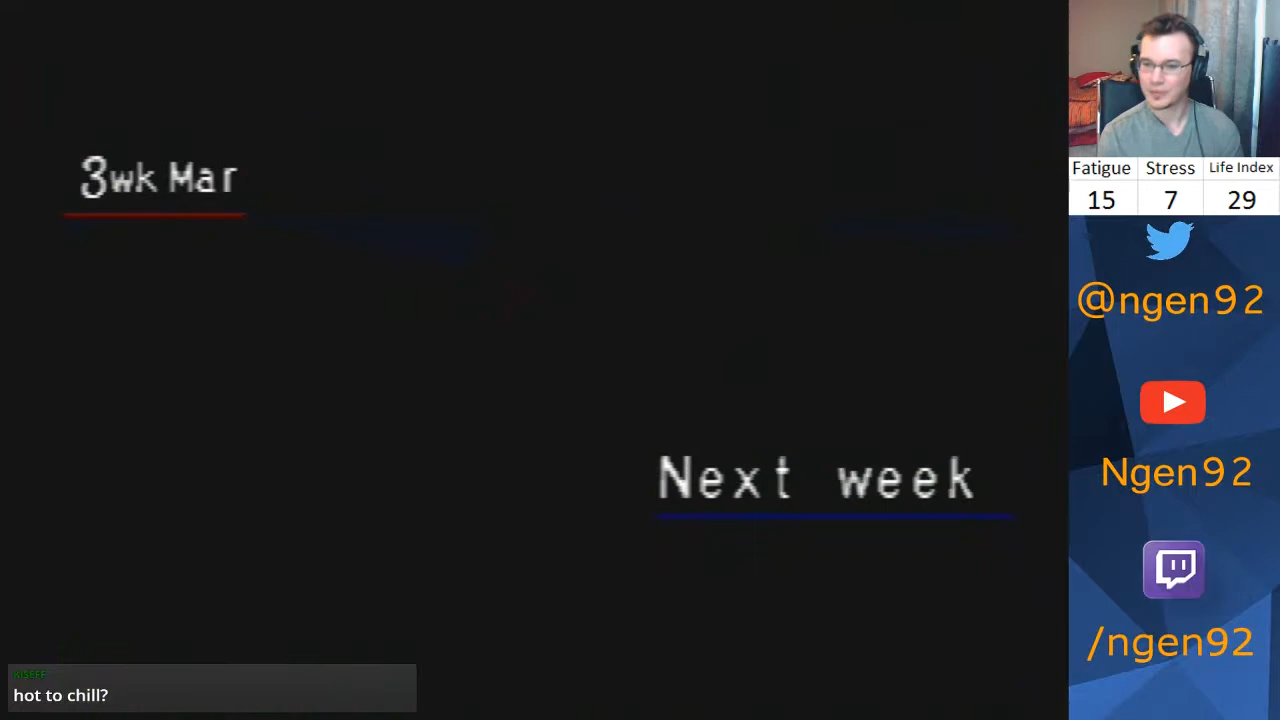 3wk Mar
Next week
Fatigue Stress Life Index
15 7 29
@ngen92
Ngen92
/ngen92
hot to chill?